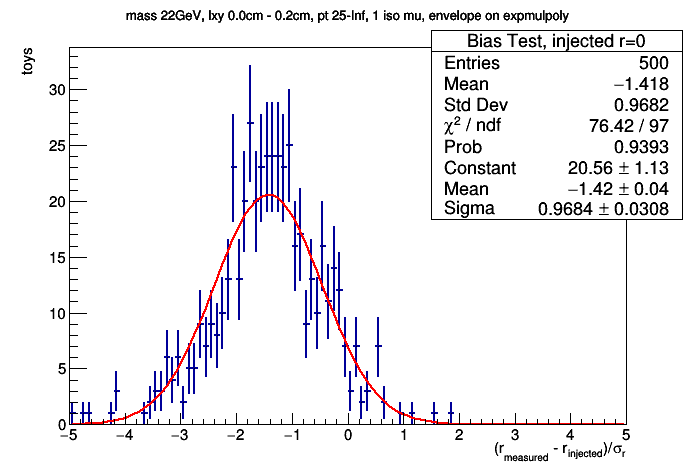 mass 22GeV, lxy 0.0cm - 0.2cm, pt 25-Inf, 1 iso mu, envelope on expmulpoly
toys
Bias Test, injected r=0
Entries 500
Mean −1.418
Std Dev 0.9682
χ² / ndf 76.42 / 97
Prob 0.9393
Constant 20.56 ± 1.13
Mean −1.42 ± 0.04
Sigma 0.9684 ± 0.0308
30
25
20
15
10
5
0
−5 −4 −3 −2 −1 0 1 2 3 4 5
(r_measured - r_injected)/σ_r